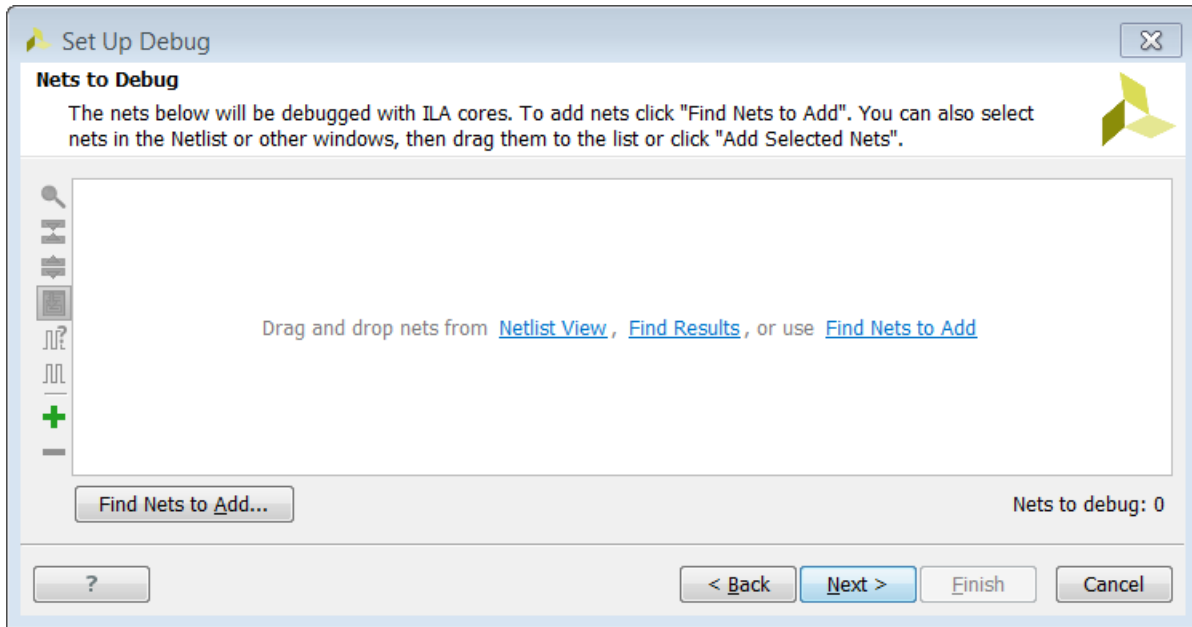 Set Up Debug
Nets to Debug
The nets below will be debugged with ILA cores. To add nets click "Find Nets to Add". You can also select
nets in the Netlist or other windows, then drag them to the list or click "Add Selected Nets".
Drag and drop nets from Netlist View, Find Results, or use Find Nets to Add
Find Nets to Add...
Nets to debug: 0
?
< Back
Next >
Finish
Cancel